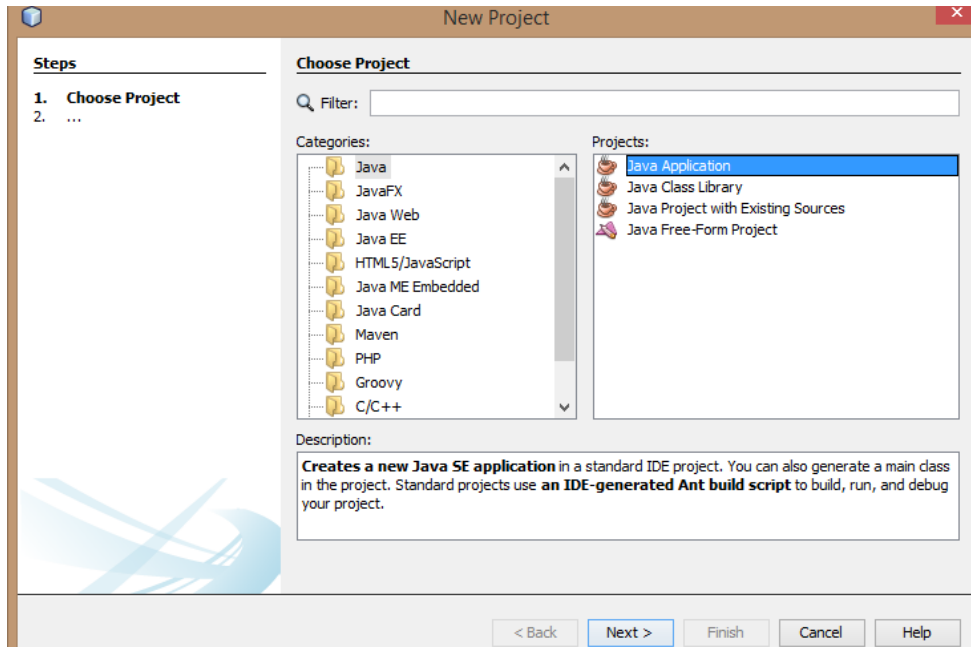 New Project
Steps
1. Choose Project
2. ...
Choose Project
Filter:
Categories:
Java
JavaFX
Java Web
Java EE
HTML5/JavaScript
Java ME Embedded
Java Card
Maven
PHP
Groovy
C/C++
Projects:
Java Application
Java Class Library
Java Project with Existing Sources
Java Free-Form Project
Description:
Creates a new Java SE application in a standard IDE project. You can also generate a main class
in the project. Standard projects use an IDE-generated Ant build script to build, run, and debug
your project.
< Back
Next >
Finish
Cancel
Help